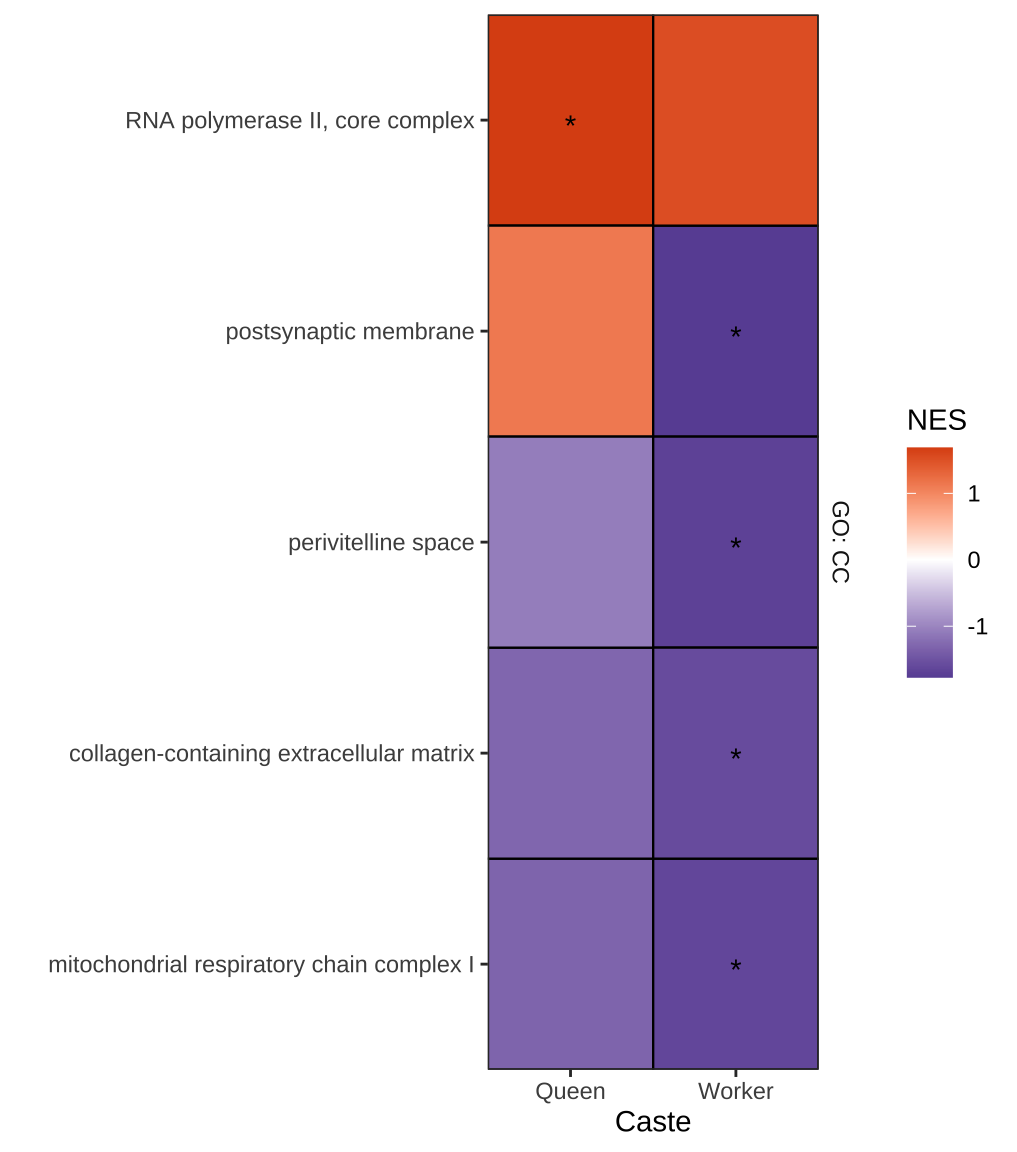 RNA polymerase II, core complex
*
postsynaptic membrane
*
perivitelline space
*
collagen-containing extracellular matrix
*
mitochondrial respiratory chain complex I
*
Queen
Worker
Caste
GO: CC
NES
1
0
-1